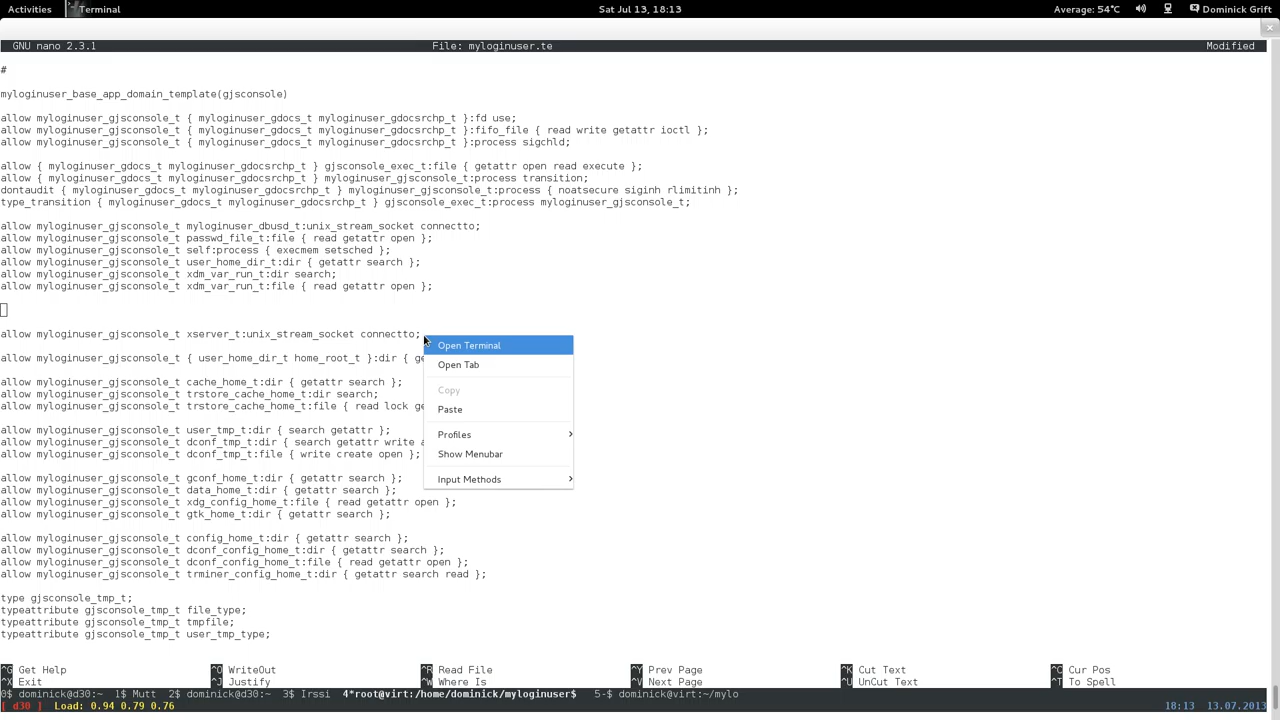 Activities Terminal Sat Jul 13, 18:13 Average: 54°C Dominick Grift
GNU nano 2.3.1 File: myloginuser.te Modified
#
myloginuser_base_app_domain_template(gjsconsole)
allow myloginuser_gjsconsole_t { myloginuser_gdocs_t myloginuser_gdocsrchp_t }:fd use;
allow myloginuser_gjsconsole_t { myloginuser_gdocs_t myloginuser_gdocsrchp_t }:fifo_file { read write getattr ioctl };
allow myloginuser_gjsconsole_t { myloginuser_gdocs_t myloginuser_gdocsrchp_t }:process sigchld;
allow { myloginuser_gdocs_t myloginuser_gdocsrchp_t } gjsconsole_exec_t:file { getattr open read execute };
allow { myloginuser_gdocs_t myloginuser_gdocsrchp_t } myloginuser_gjsconsole_t:process transition;
dontaudit { myloginuser_gdocs_t myloginuser_gdocsrchp_t } myloginuser_gjsconsole_t:process { noatsecure siginh rlimitinh };
type_transition { myloginuser_gdocs_t myloginuser_gdocsrchp_t } gjsconsole_exec_t:process myloginuser_gjsconsole_t;
allow myloginuser_gjsconsole_t myloginuser_dbusd_t:unix_stream_socket connectto;
allow myloginuser_gjsconsole_t passwd_file_t:file { read getattr open };
allow myloginuser_gjsconsole_t self:process { execmem setsched };
allow myloginuser_gjsconsole_t user_home_dir_t:dir { getattr search };
allow myloginuser_gjsconsole_t xdm_var_run_t:dir search;
allow myloginuser_gjsconsole_t xdm_var_run_t:file { read getattr open };
allow myloginuser_gjsconsole_t xserver_t:unix_stream_socket connectto;
allow myloginuser_gjsconsole_t { user_home_dir_t home_root_t }:dir { ge
allow myloginuser_gjsconsole_t cache_home_t:dir { getattr search };
allow myloginuser_gjsconsole_t trstore_cache_home_t:dir search;
allow myloginuser_gjsconsole_t trstore_cache_home_t:file { read lock ge
allow myloginuser_gjsconsole_t user_tmp_t:dir { search getattr };
allow myloginuser_gjsconsole_t dconf_tmp_t:dir { search getattr write a
allow myloginuser_gjsconsole_t dconf_tmp_t:file { write create open };
allow myloginuser_gjsconsole_t gconf_home_t:dir { getattr search };
allow myloginuser_gjsconsole_t data_home_t:dir { getattr search };
allow myloginuser_gjsconsole_t xdg_config_home_t:file { read getattr open };
allow myloginuser_gjsconsole_t gtk_home_t:dir { getattr search };
allow myloginuser_gjsconsole_t config_home_t:dir { getattr search };
allow myloginuser_gjsconsole_t dconf_config_home_t:dir { getattr search };
allow myloginuser_gjsconsole_t dconf_config_home_t:file { read getattr open };
allow myloginuser_gjsconsole_t trminer_config_home_t:dir { getattr search read };
type gjsconsole_tmp_t;
typeattribute gjsconsole_tmp_t file_type;
typeattribute gjsconsole_tmp_t tmpfile;
typeattribute gjsconsole_tmp_t user_tmp_type;
Open Terminal
Open Tab
Copy
Paste
Profiles
Show Menubar
Input Methods
^G Get Help ^O WriteOut ^R Read File ^Y Prev Page ^K Cut Text ^C Cur Pos
^X Exit ^J Justify ^W Where Is ^V Next Page ^U UnCut Text ^T To Spell
0$ dominick@d30:~ 1$ Mutt 2$ dominick@d30:~ 3$ Irssi 4*root@virt:/home/dominick/myloginuser$ 5-$ dominick@virt:~/mylo
[ d30 ] Load: 0.94 0.79 0.76 18:13 13.07.2013